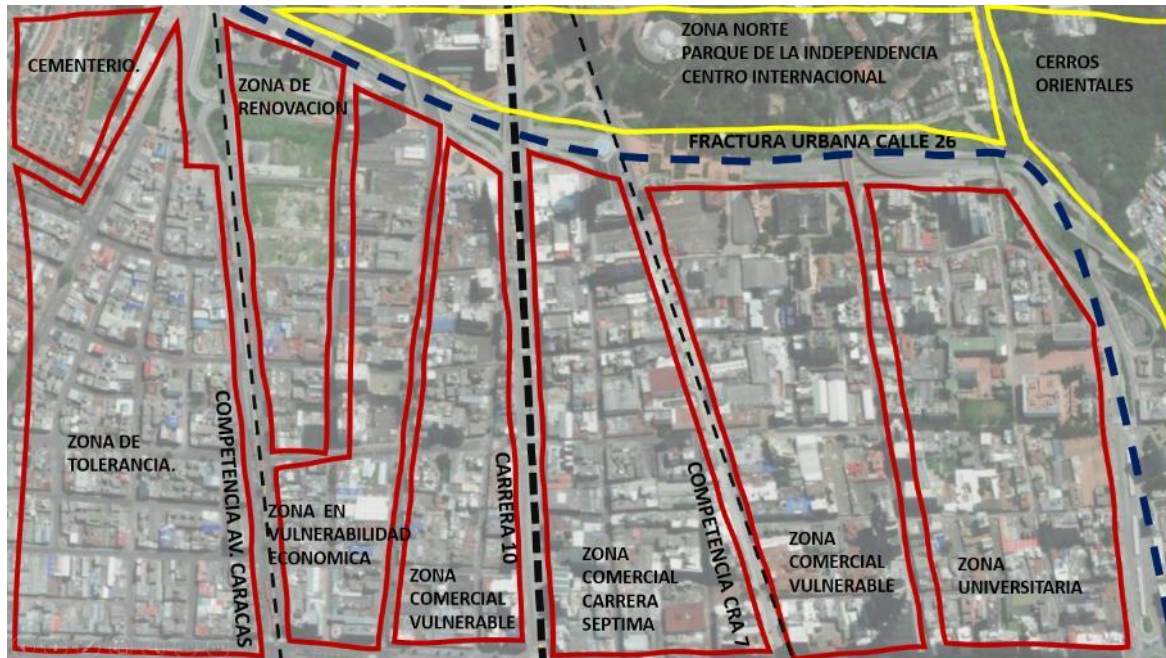 CEMENTERIO.
ZONA DE
RENOVACION
ZONA NORTE
PARQUE DE LA INDEPENDENCIA
CENTRO INTERNACIONAL
CERROS
ORIENTALES
FRACTURA URBANA CALLE 26
ZONA DE
TOLERANCIA.
COMPETENCIA AV. CARACAS
ZONA EN
VULNERABILIDAD
ECONOMICA
ZONA
COMERCIAL
VULNERABLE
CARRERA 10
ZONA
COMERCIAL
CARRERA
SEPTIMA
COMPETENCIA CRA 7
ZONA
COMERCIAL
VULNERABLE
ZONA
UNIVERSITARIA